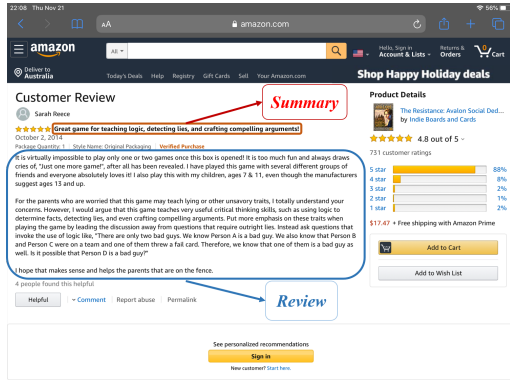 22:08 Thu Nov 21
56%
AA
amazon.com
amazon
All
Hello, Sign in
Account & Lists
Returns &
Orders
0
Cart
Deliver to
Australia
Today's Deals Help Registry Gift Cards Sell Your Amazon.com
Shop Happy Holiday deals
Customer Review
Sarah Reece
Summary
Great game for teaching logic, detecting lies, and crafting compelling arguments!
October 2, 2014
Package Quantity: 1 | Style Name: Original Packaging | Verified Purchase
It is virtually impossible to play only one or two games once this box is opened! It is too much fun and always draws
cries of, "Just one more game!", after all has been revealed. I have played this game with several different groups of
friends and everyone absolutely loves it! I also play this with my children, ages 7 & 11, even though the manufacturers
suggest ages 13 and up.
For the parents who are worried that this game may teach lying or other unsavory traits, I totally understand your
concerns. However, I would argue that this game teaches very useful critical thinking skills, such as using logic to
determine facts, detecting lies, and even crafting compelling arguments. Put more emphasis on these traits when
playing the game by leading the discussion away from questions that require outright lies. Instead ask questions that
invoke the use of logic like, "There are only two bad guys. We know Person A is a bad guy. We also know that Person B
and Person C were on a team and one of them threw a fail card. Therefore, we know that one of them is a bad guy as
well. Is it possible that Person D is a bad guy?"
I hope that makes sense and helps the parents that are on the fence.
4 people found this helpful
Helpful
Comment | Report abuse | Permalink
Review
Product Details
The Resistance: Avalon Social Ded...
by Indie Boards and Cards
4.8 out of 5
731 customer ratings
5 star 88%
4 star 8%
3 star 2%
2 star 1%
1 star 2%
$17.47 + Free shipping with Amazon Prime
Add to Cart
Add to Wish List
See personalized recommendations
Sign in
New customer? Start here.